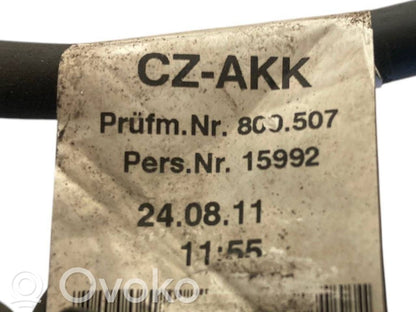 CZ-AKK
Prüfm.Nr. 800.507
Pers.Nr. 15992
24.08.11
11:55
OVOKO